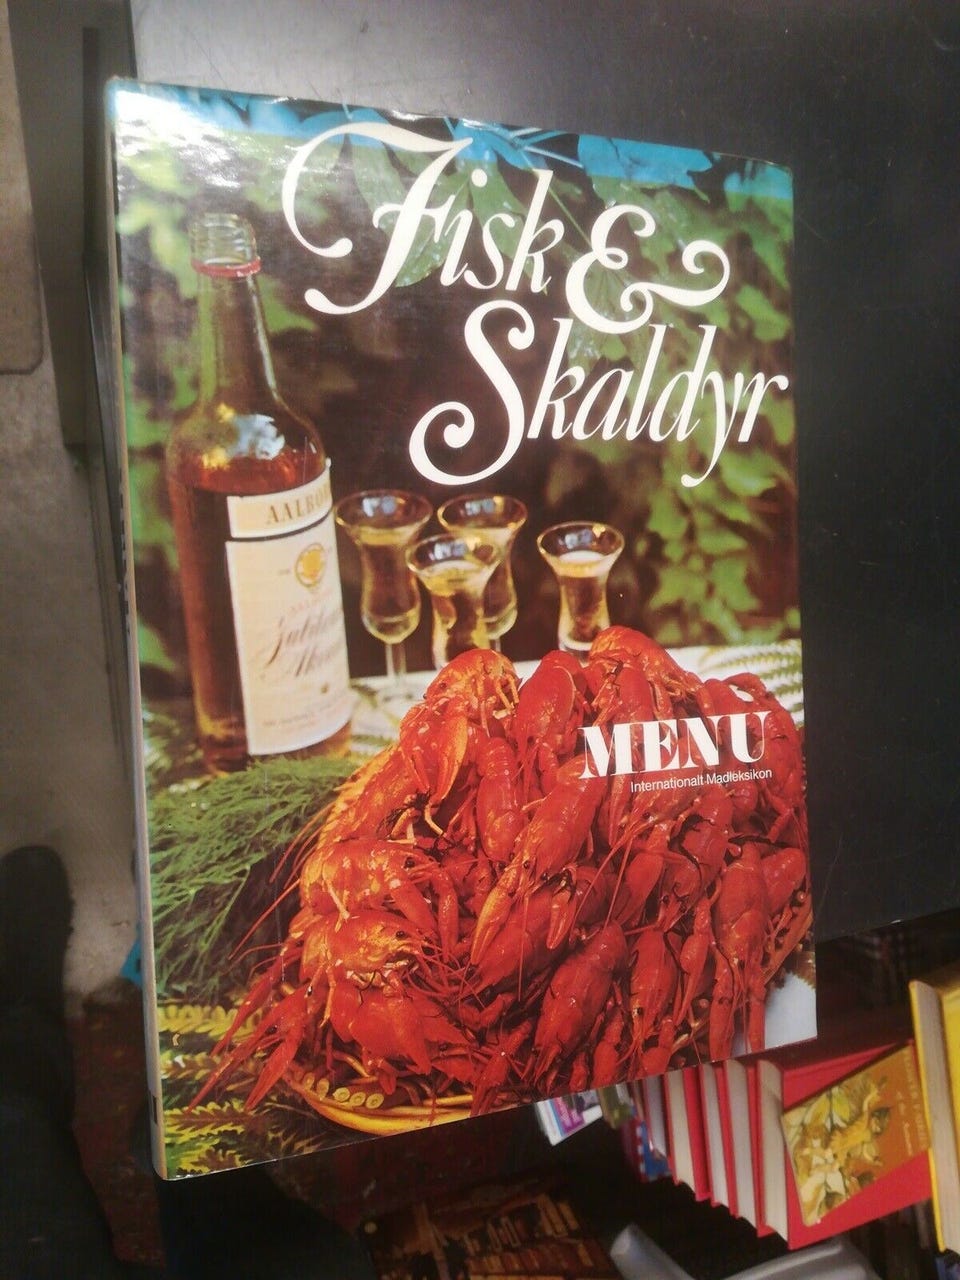 Fisk &
Skaldyr
AALBORG
MENU
Internationalt Madleksikon